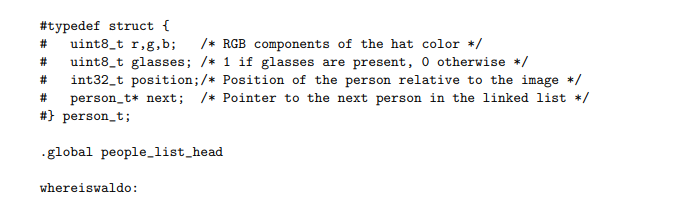 #typedef struct {
#   uint8_t r,g,b;   /* RGB components of the hat color */
#   uint8_t glasses; /* 1 if glasses are present, 0 otherwise */
#   int32_t position;/* Position of the person relative to the image */
#   person_t* next;  /* Pointer to the next person in the linked list */
#} person_t;
.global people_list_head
whereiswaldo: